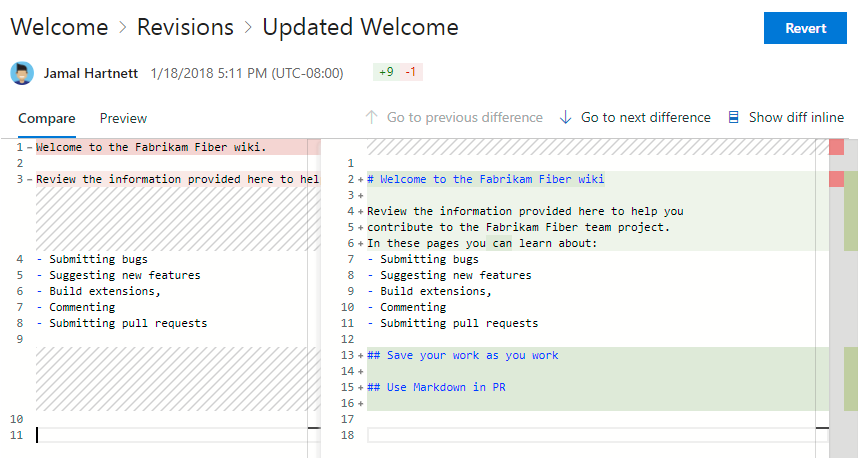 Welcome > Revisions > Updated Welcome
Revert
Jamal Hartnett 1/18/2018 5:11 PM (UTC-08:00) +9 -1
Compare Preview
Go to previous difference Go to next difference Show diff inline
1 - Welcome to the Fabrikam Fiber wiki.
2
3 - Review the information provided here to hel
4 - Submitting bugs
5 - Suggesting new features
6 - Build extensions,
7 - Commenting
8 - Submitting pull requests
9
10
11
1
2 + # Welcome to the Fabrikam Fiber wiki
3 +
4 + Review the information provided here to help you
5 + contribute to the Fabrikam Fiber team project.
6 + In these pages you can learn about:
7 - Submitting bugs
8 - Suggesting new features
9 - Build extensions,
10 - Commenting
11 - Submitting pull requests
12
13 + ## Save your work as you work
14 +
15 + ## Use Markdown in PR
16 +
17
18